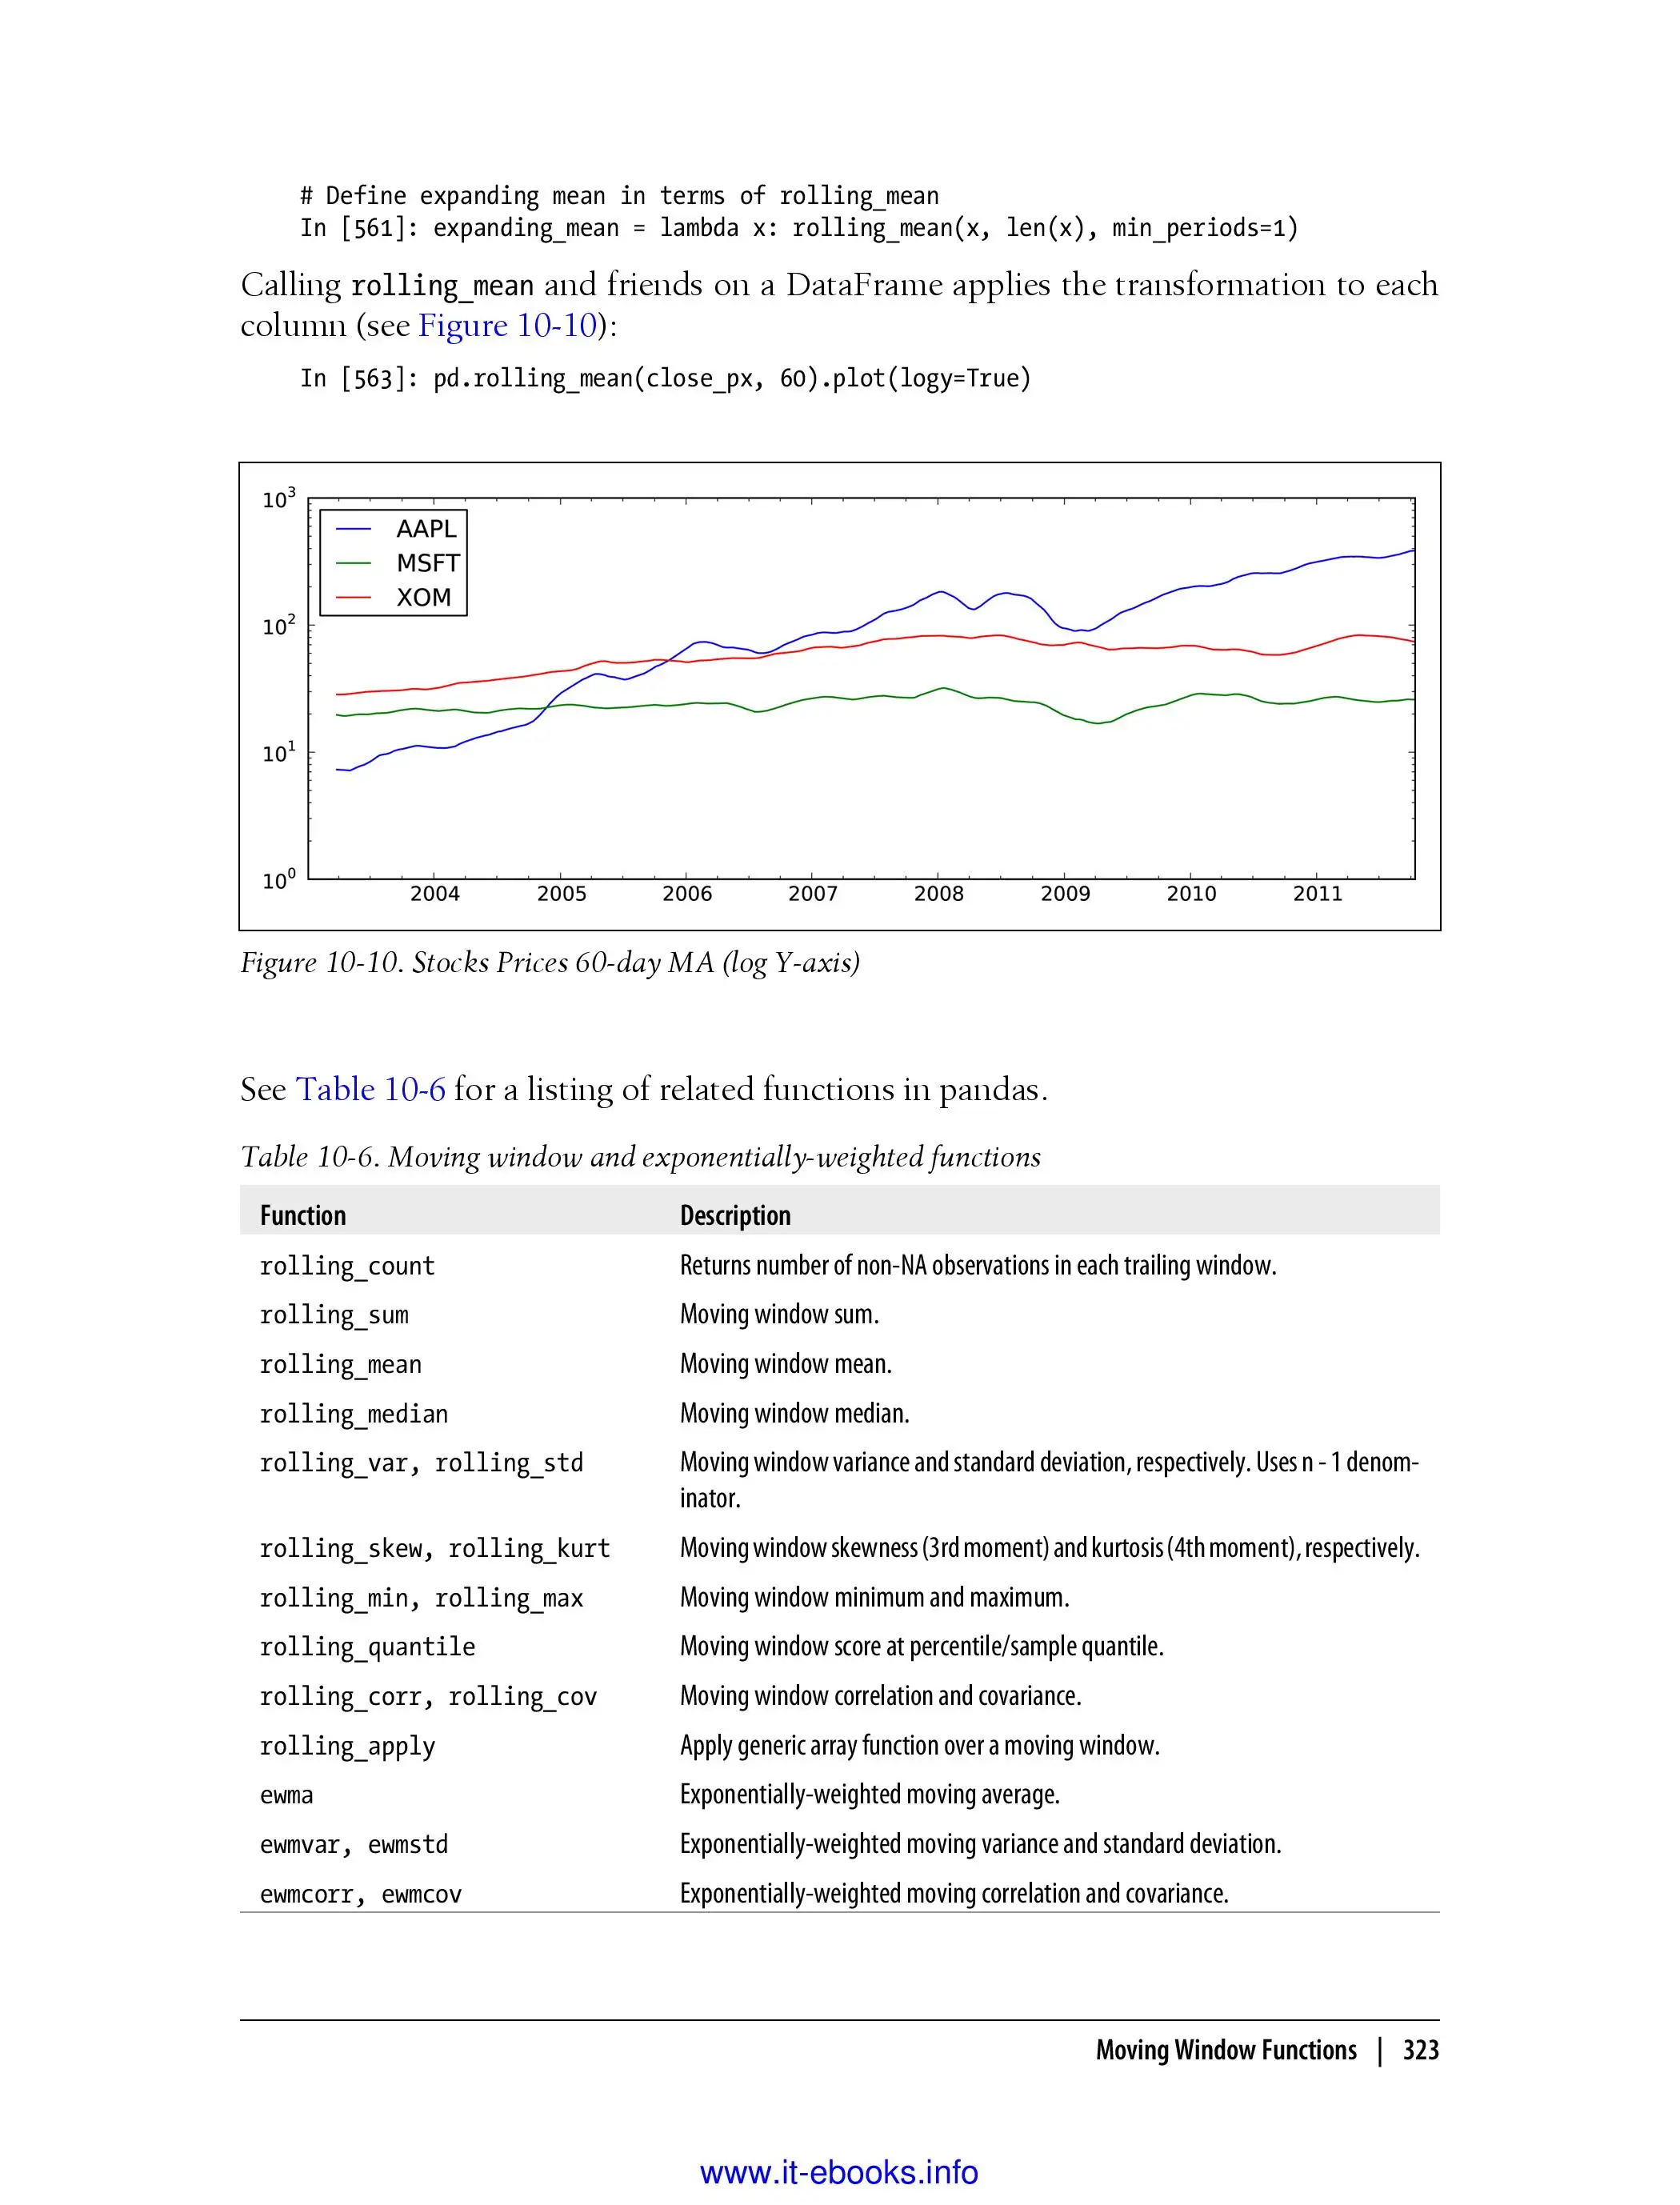 # Define expanding mean in terms of rolling_mean
In [561]: expanding_mean = lambda x: rolling_mean(x, len(x), min_periods=1)
Calling rolling_mean and friends on a DataFrame applies the transformation to each
column (see Figure 10-10):
In [563]: pd.rolling_mean(close_px, 60).plot(logy=True)
10³
AAPL
MSFT
XOM
10²
10¹
10⁰
2004 2005 2006 2007 2008 2009 2010 2011
Figure 10-10. Stocks Prices 60-day MA (log Y-axis)
See Table 10-6 for a listing of related functions in pandas.
Table 10-6. Moving window and exponentially-weighted functions
Function Description
rolling_count Returns number of non-NA observations in each trailing window.
rolling_sum Moving window sum.
rolling_mean Moving window mean.
rolling_median Moving window median.
rolling_var, rolling_std Moving window variance and standard deviation, respectively. Uses n - 1 denom-
inator.
rolling_skew, rolling_kurt Moving window skewness (3rd moment) and kurtosis (4th moment), respectively.
rolling_min, rolling_max Moving window minimum and maximum.
rolling_quantile Moving window score at percentile/sample quantile.
rolling_corr, rolling_cov Moving window correlation and covariance.
rolling_apply Apply generic array function over a moving window.
ewma Exponentially-weighted moving average.
ewmvar, ewmstd Exponentially-weighted moving variance and standard deviation.
ewmcorr, ewmcov Exponentially-weighted moving correlation and covariance.
Moving Window Functions | 323
www.it-ebooks.info